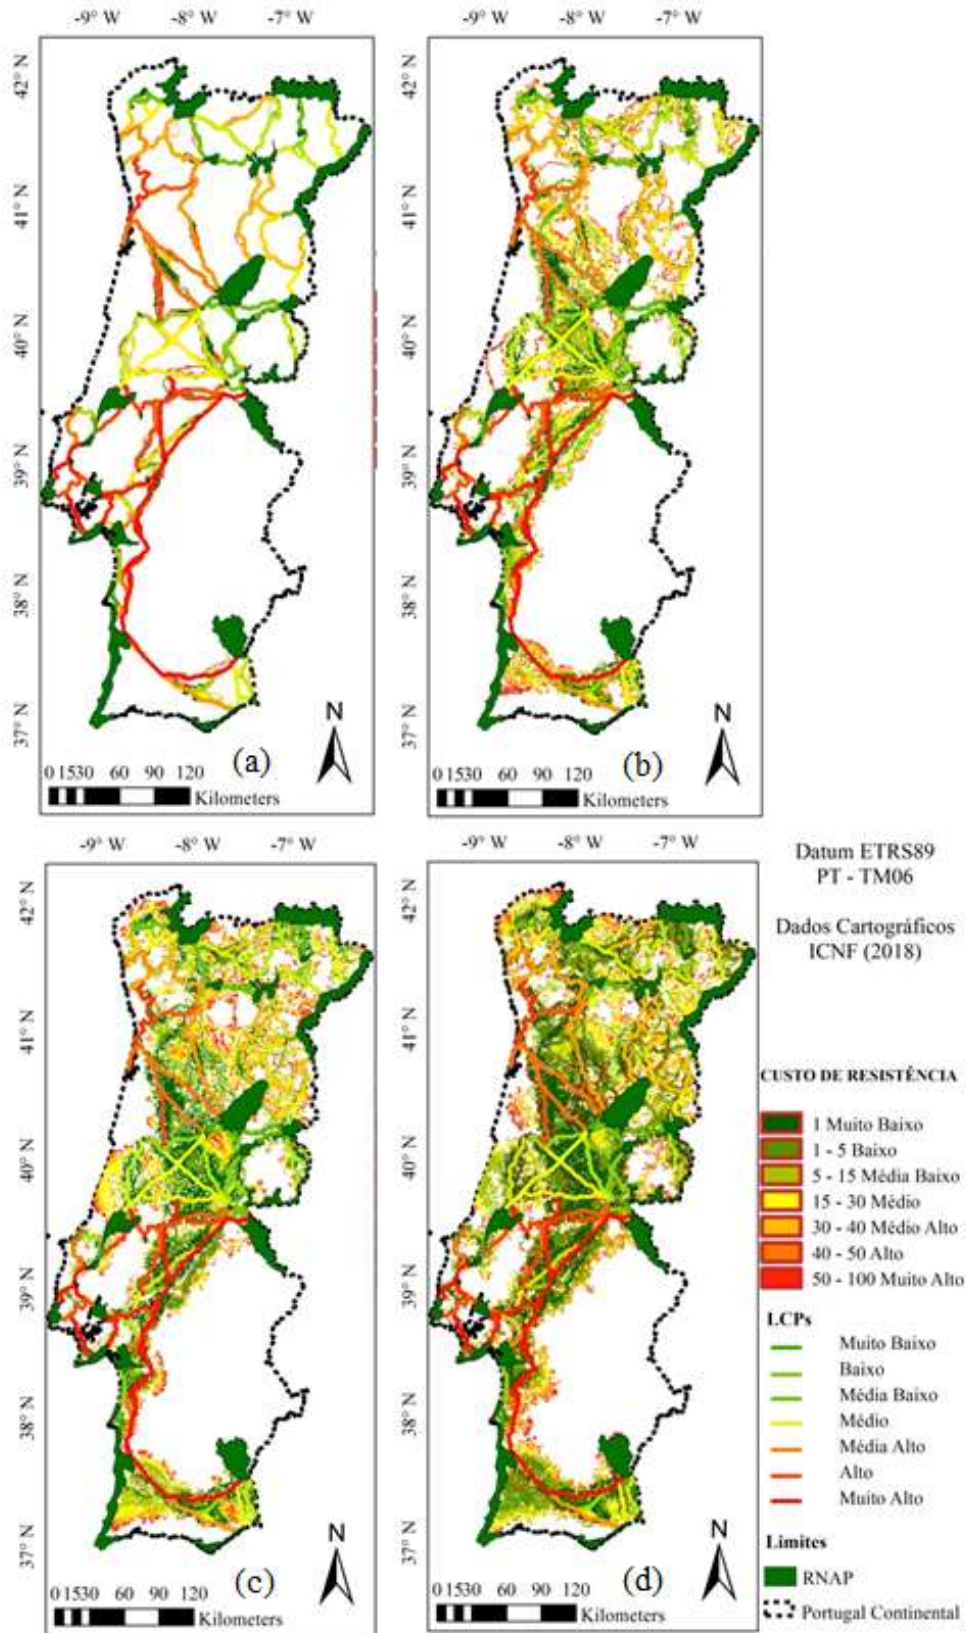 -9° W -8° W -7° W
-9° W -8° W -7° W
42° N
41° N
40° N
39° N
38° N
37° N
(a)
N
0 1530 60 90 120
Kilometers
42° N
41° N
40° N
39° N
38° N
37° N
(b)
N
0 1530 60 90 120
Kilometers
-9° W -8° W -7° W
-9° W -8° W -7° W
42° N
41° N
40° N
39° N
38° N
37° N
(c)
N
0 1530 60 90 120
Kilometers
42° N
41° N
40° N
39° N
38° N
37° N
(d)
N
0 1530 60 90 120
Kilometers
Datum ETRS89
PT - TM06
Dados Cartográficos
ICNF (2018)
CUSTO DE RESISTÊNCIA
1 Muito Baixo
1 - 5 Baixo
5 - 15 Média Baixo
15 - 30 Médio
30 - 40 Médio Alto
40 - 50 Alto
50 - 100 Muito Alto
LCPs
Muito Baixo
Baixo
Média Baixo
Médio
Média Alto
Alto
Muito Alto
Limites
RNAP
Portugal Continental